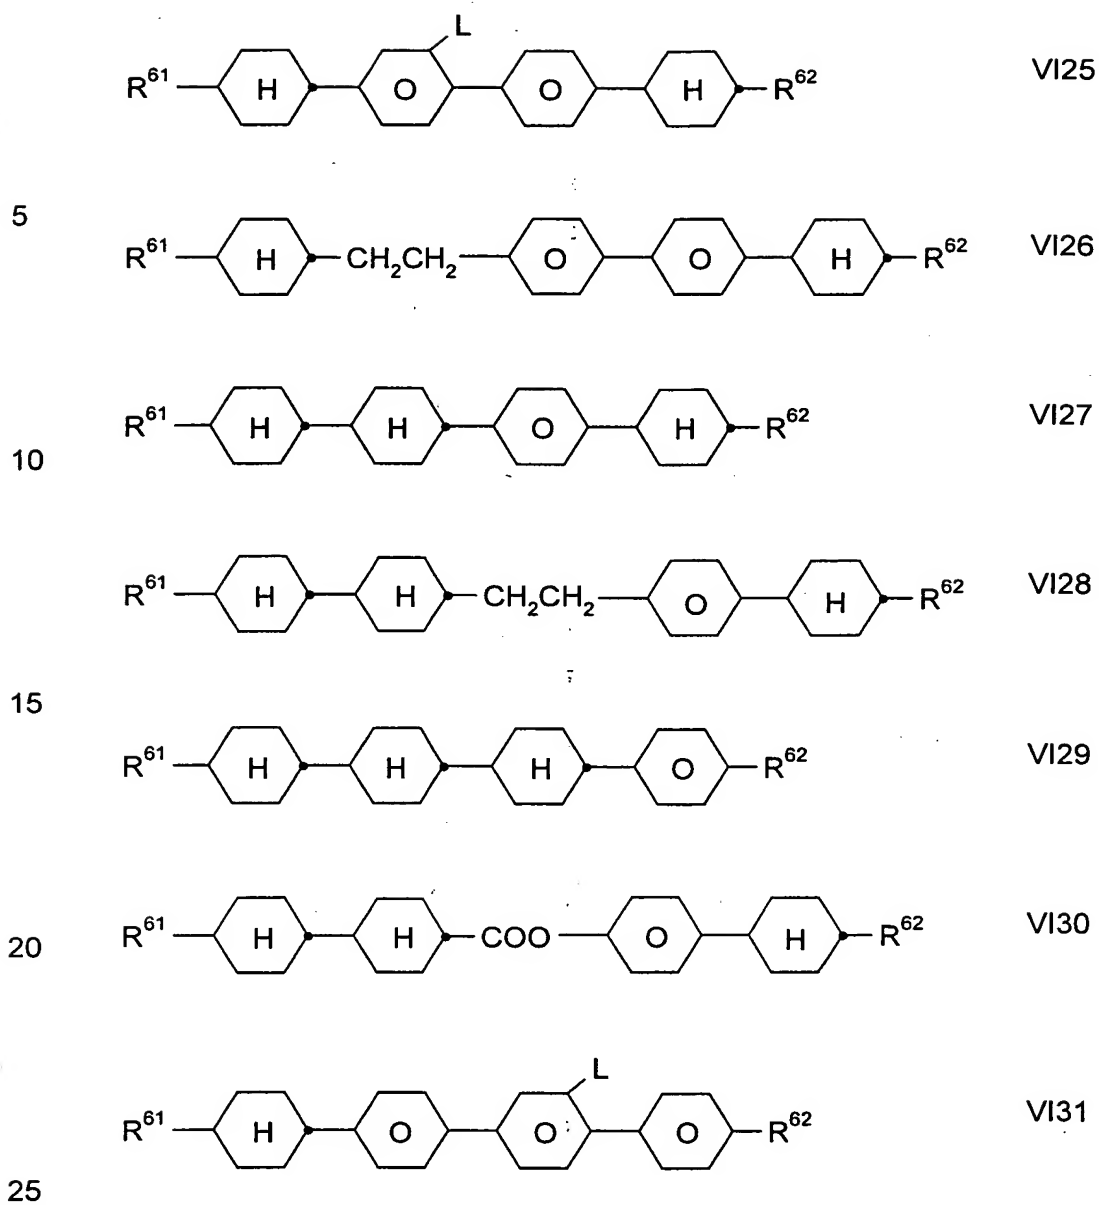 L
R⁶¹ H O O H R⁶² VI25
5
R⁶¹ H CH₂CH₂ O O H R⁶² VI26
R⁶¹ H H O H R⁶² VI27
10
R⁶¹ H H CH₂CH₂ O H R⁶² VI28
15
R⁶¹ H H H O R⁶² VI29
R⁶¹ H H COO O H R⁶² VI30
20
L
R⁶¹ H O O O R⁶² VI31
25